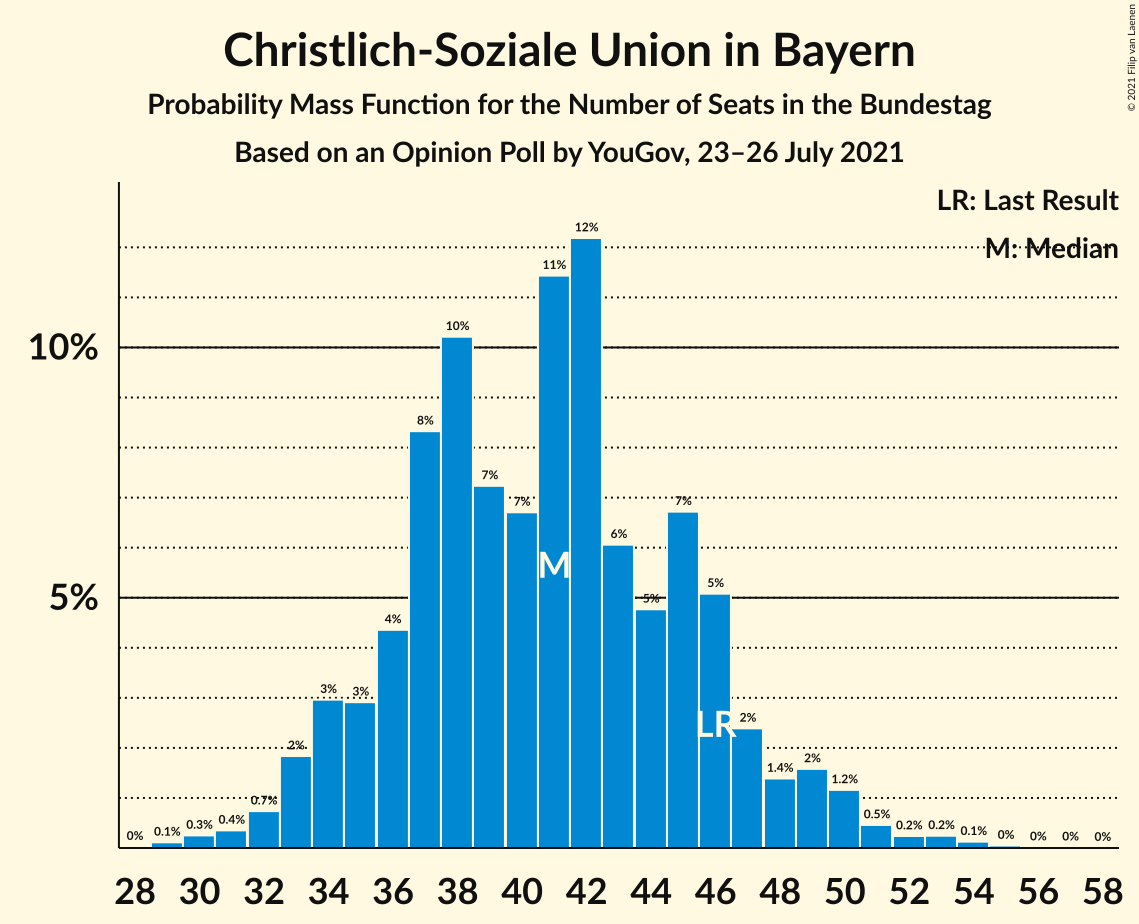 Christlich-Soziale Union in Bayern
Probability Mass Function for the Number of Seats in the Bundestag
Based on an Opinion Poll by YouGov, 23–26 July 2021
© 2021 Filip van Laenen
LR: Last Result
M: Median
10%
5%
0% 0.1% 0.3% 0.4% 0.7% 2% 3% 3% 4% 8% 10% 7% 7% 11% 12% 6% 5% 7% 5% 2% 1.4% 2% 1.2% 0.5% 0.2% 0.2% 0.1% 0% 0% 0% 0%
M
LR
28 30 32 34 36 38 40 42 44 46 48 50 52 54 56 58